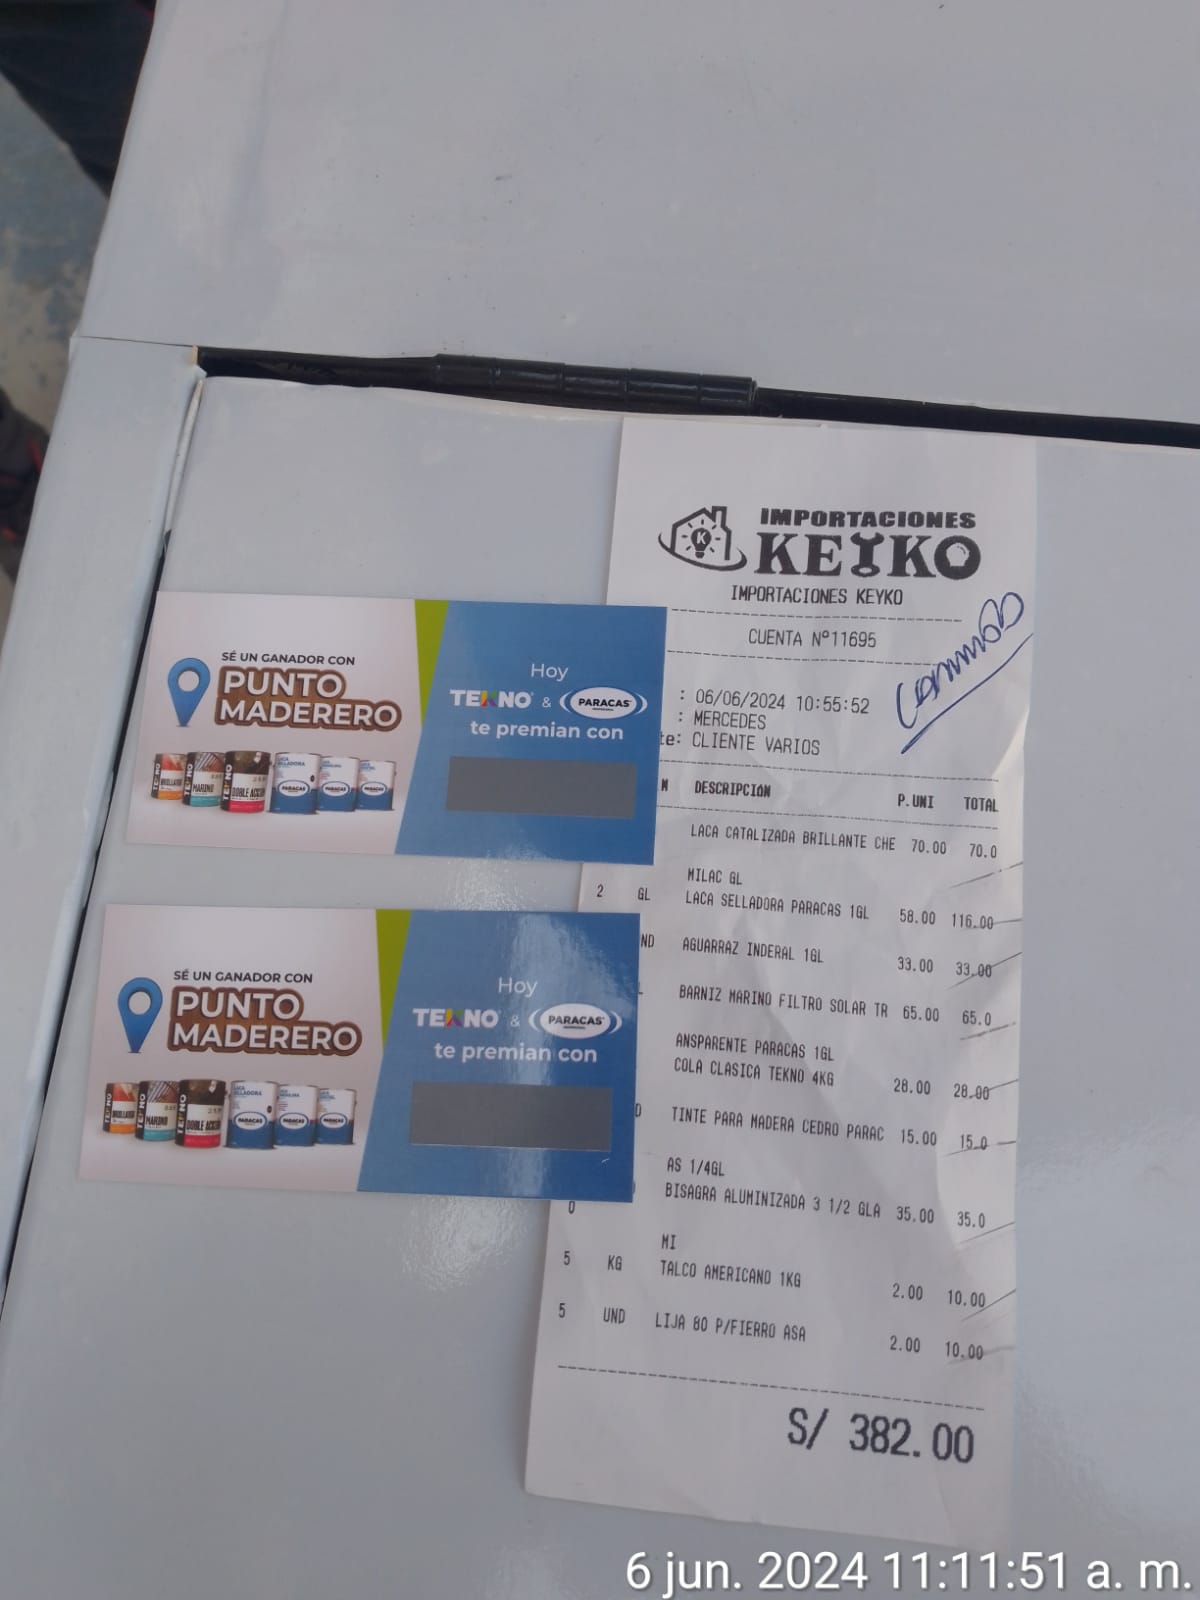 IMPORTACIONES
KEYKO
IMPORTACIONES KEYKO
CUENTA Nº11695
: 06/06/2024 10:55:52
: MERCEDES
te: CLIENTE VARIOS
M DESCRIPCIÓN P.UNI TOTAL
LACA CATALIZADA BRILLANTE CHE 70.00 70.0
MILAC GL
2 GL LACA SELLADORA PARACAS 1GL 58.00 116.00
ND AGUARRAZ INDERAL 1GL 33.00 33.00
L BARNIZ MARINO FILTRO SOLAR TR 65.00 65.0
ANSPARENTE PARACAS 1GL
COLA CLASICA TEKNO 4KG 28.00 28.00
D TINTE PARA MADERA CEDRO PARAC 15.00 15.0
AS 1/4GL
BISAGRA ALUMINIZADA 3 1/2 GLA 35.00 35.0
0
MI
5 KG TALCO AMERICANO 1KG 2.00 10.00
5 UND LIJA 80 P/FIERRO ASA 2.00 10.00
S/ 382.00
SÉ UN GANADOR CON
PUNTO
MADERERO
Hoy
TEKNO & PARACAS
te premian con
SÉ UN GANADOR CON
PUNTO
MADERERO
Hoy
TEKNO & PARACAS
te premian con
6 jun. 2024 11:11:51 a. m.